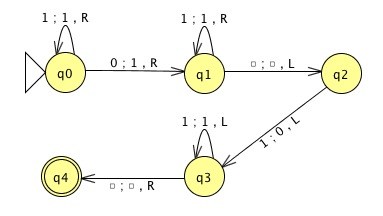 1 ; 1 , R
1 ; 1 , R
q0
0 ; 1 , R
q1
□ ; □ , L
q2
1 ; 0 , L
1 ; 1 , L
q3
□ ; □ , R
q4